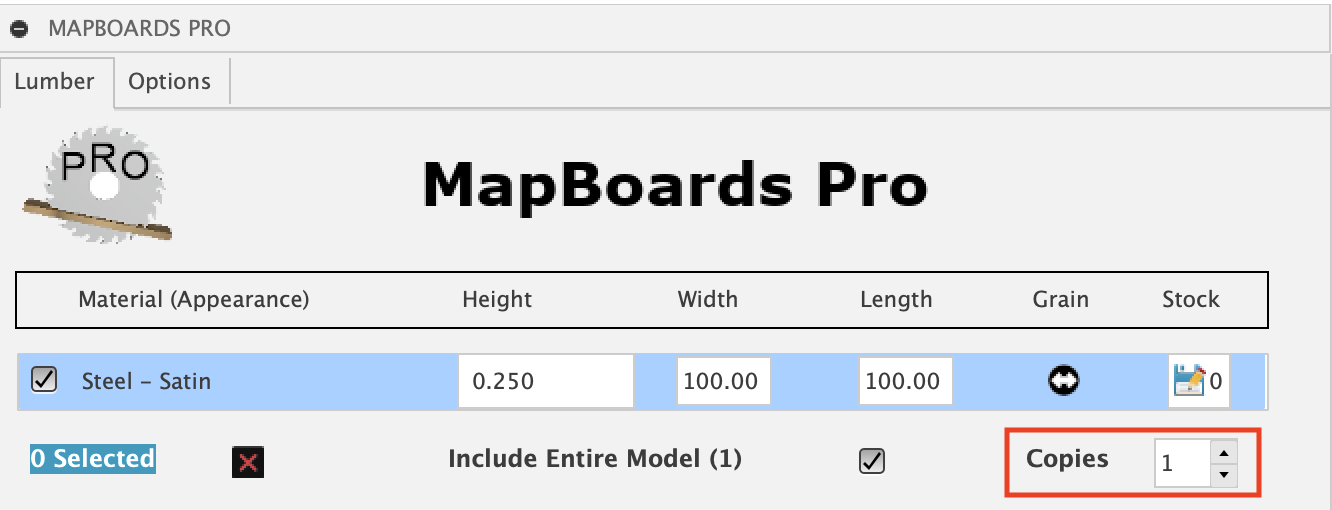 MAPBOARDS PRO
Lumber Options
PRO
MapBoards Pro
Material (Appearance) Height Width Length Grain Stock
Steel – Satin 0.250 100.00 100.00 0
0 Selected Include Entire Model (1) Copies 1